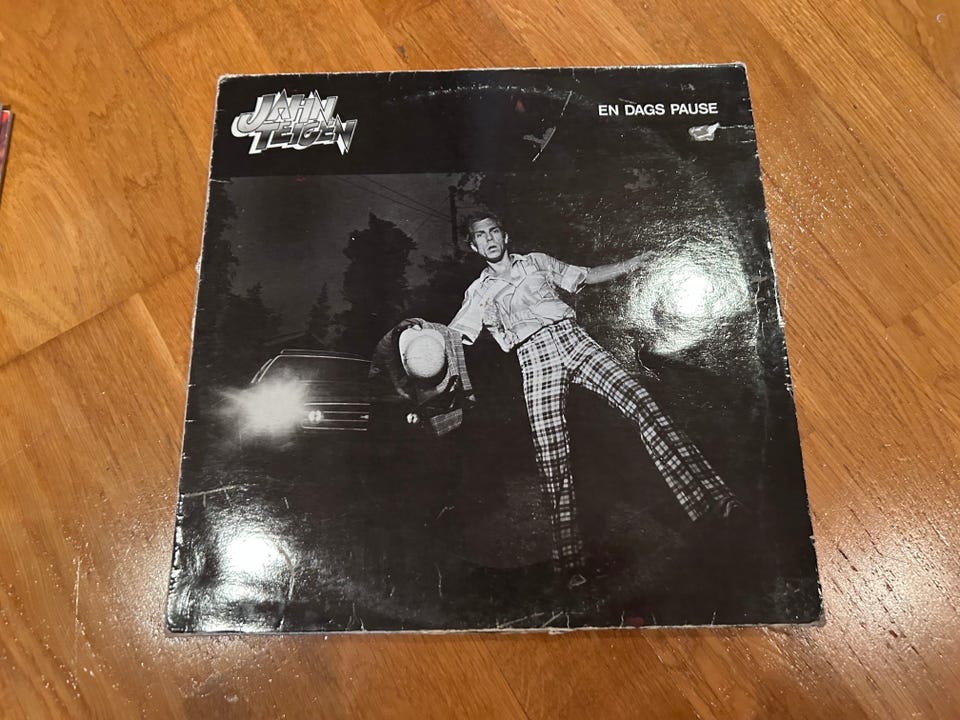 JAHN
TEIGEN
EN DAGS PAUSE